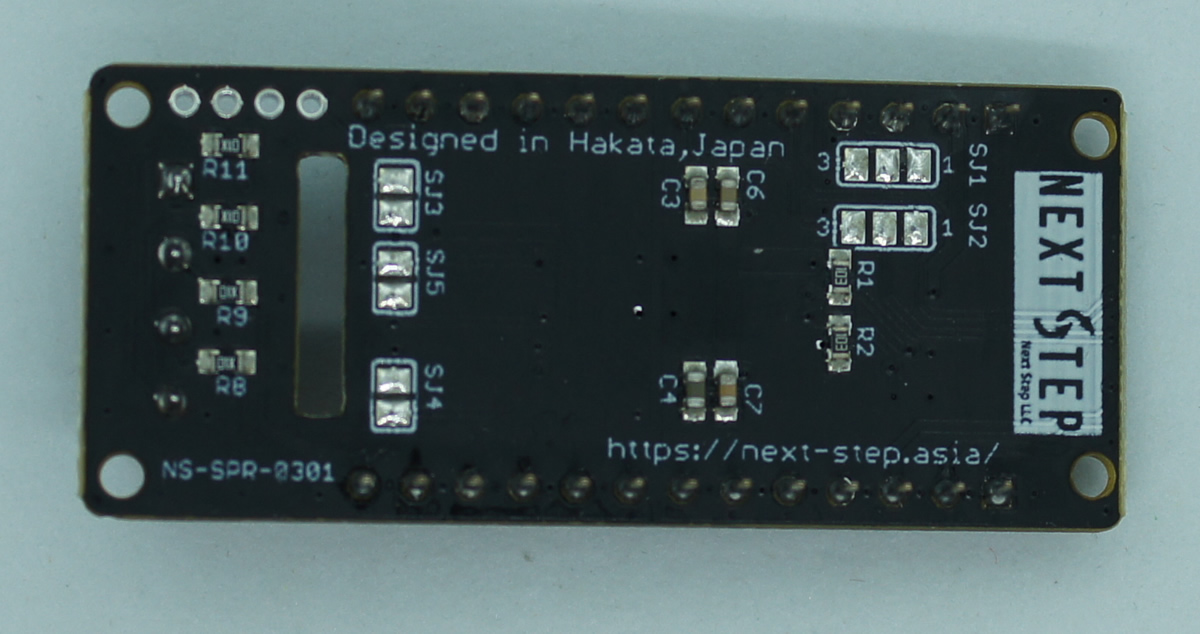 Designed in Hakata,Japan
R11
R10
R9
R8
SJ3
SJ5
SJ4
C3
C6
3
1
SJ1
3
1
SJ2
R1
R2
C4
C7
NEXT STEP
Next Step LLC
https://next-step.asia/
NS-SPR-0301